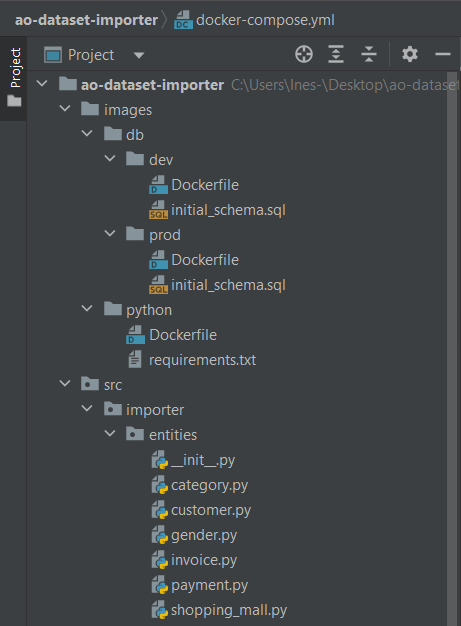 ao-dataset-importer docker-compose.yml
Project
Project
ao-dataset-importer C:\Users\Ines-\Desktop\ao-dataset
images
db
dev
Dockerfile
initial_schema.sql
prod
Dockerfile
initial_schema.sql
python
Dockerfile
requirements.txt
src
importer
entities
__init__.py
category.py
customer.py
gender.py
invoice.py
payment.py
shopping_mall.py